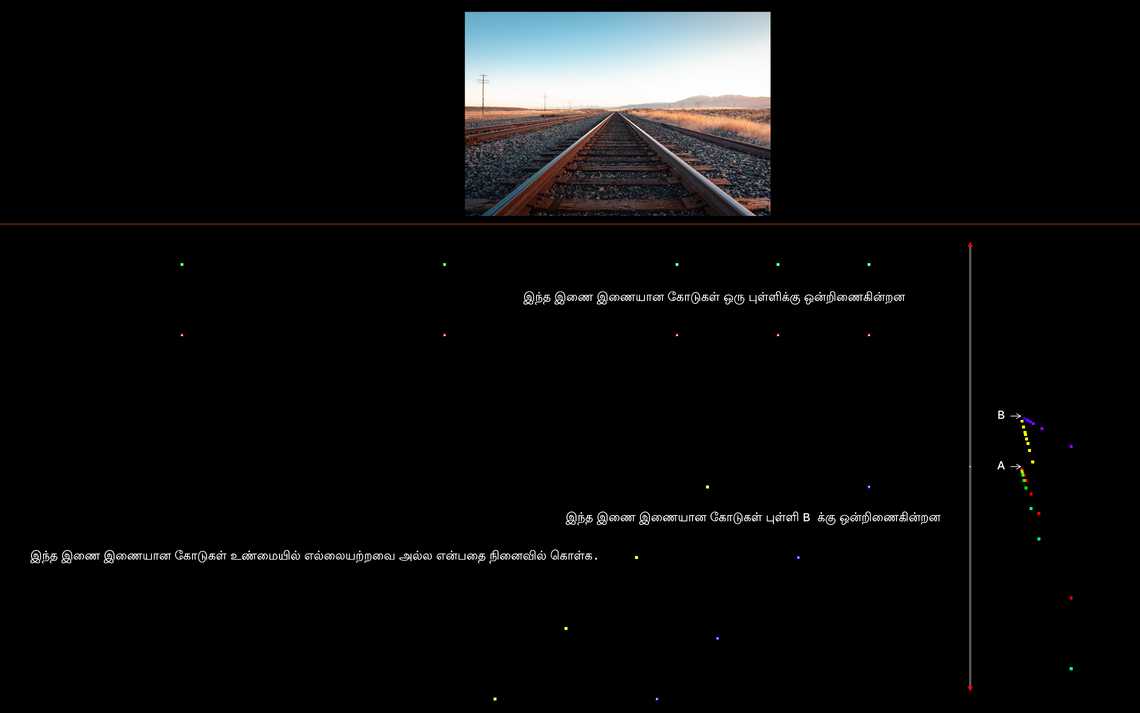 இந்த இணை இணையான கோடுகள் ஒரு புள்ளிக்கு ஒன்றிணைகின்றன
B
A
இந்த இணை இணையான கோடுகள் புள்ளி B க்கு ஒன்றிணைகின்றன
இந்த இணை இணையான கோடுகள் உண்மையில் எல்லையற்றவை அல்ல என்பதை நினைவில் கொள்க.